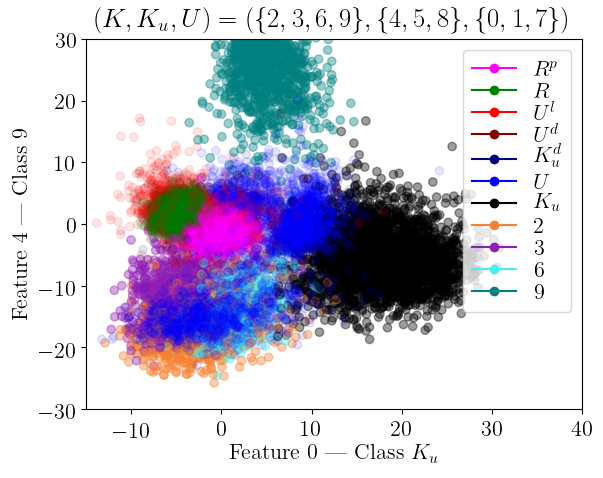 (K, K_u, U) = ({2, 3, 6, 9}, {4, 5, 8}, {0, 1, 7})
30
20
10
0
−10
−20
−30
Feature 4 — Class 9
R^p
R
U^l
U^d
K_u^d
U
K_u
2
3
6
9
−10
0
10
20
30
40
Feature 0 — Class K_u